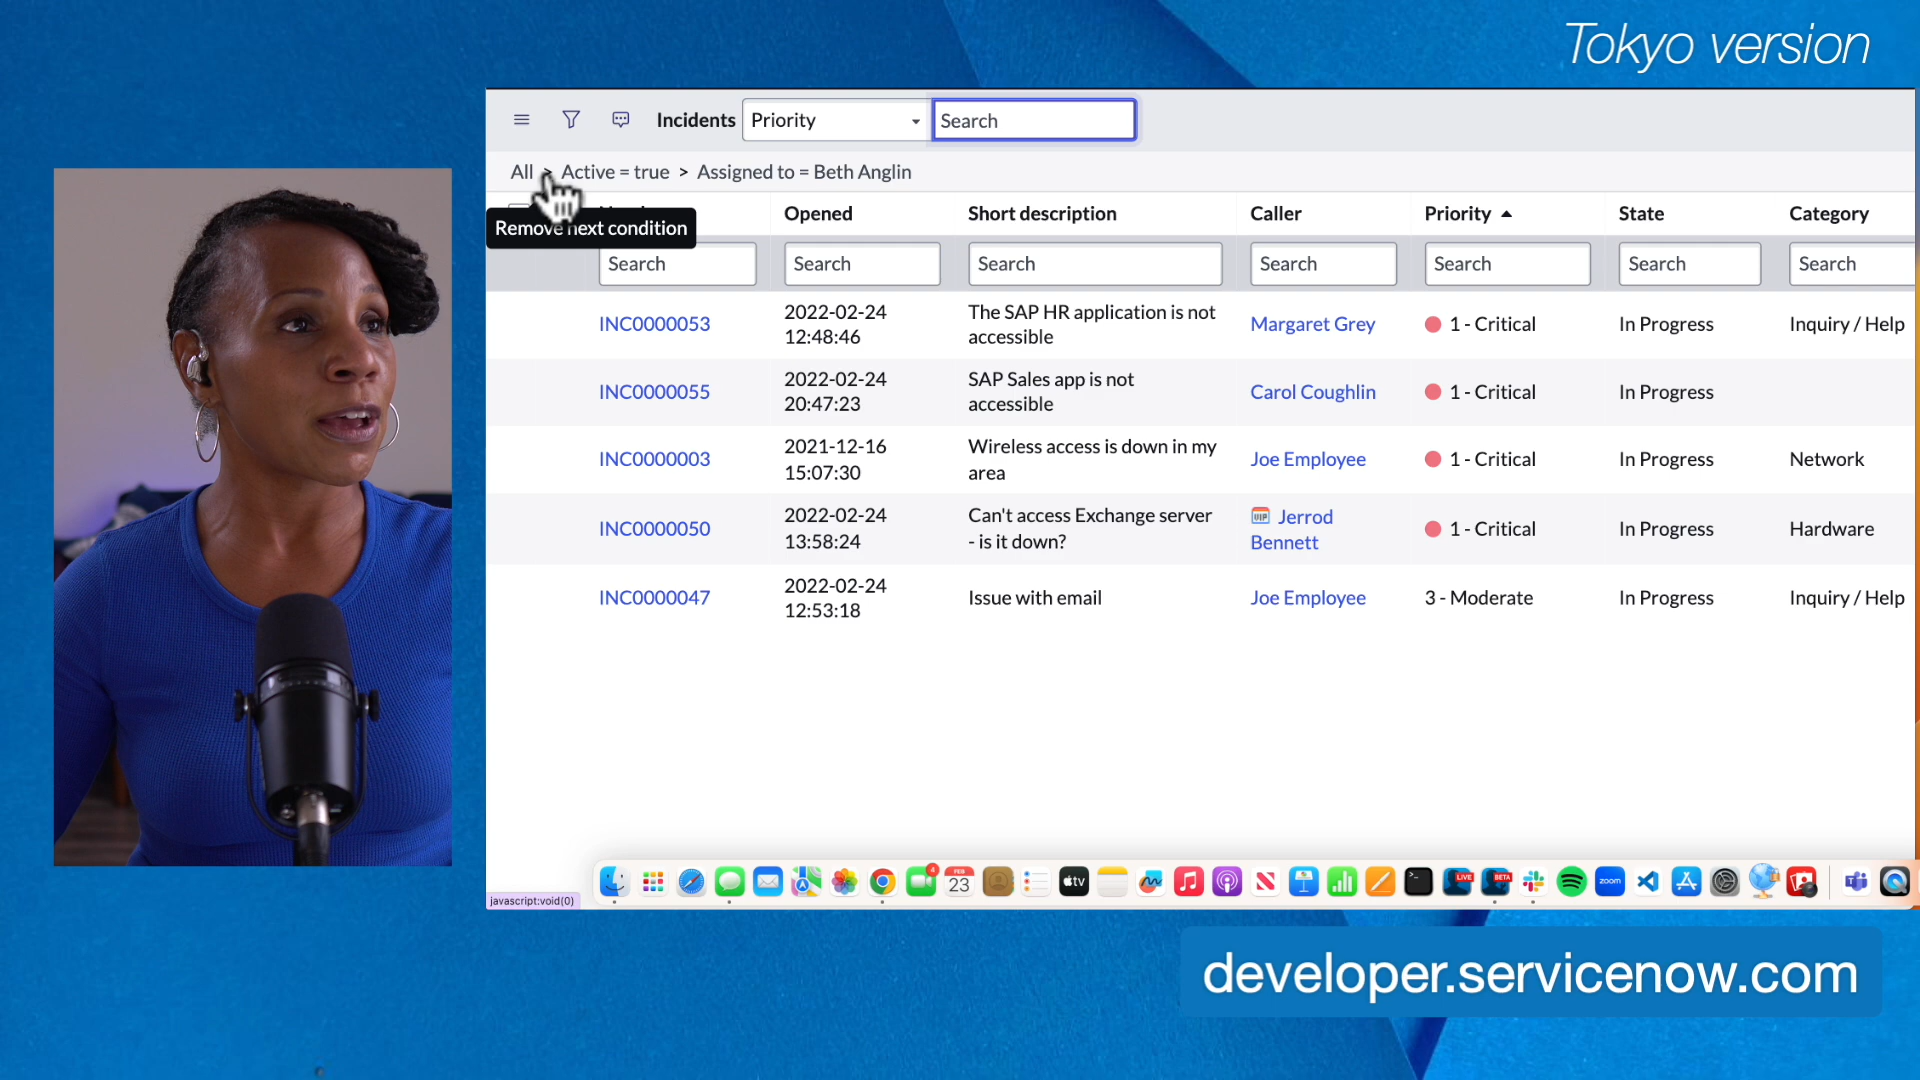 Tokyo version
Incidents Priority Search
All > Active = true > Assigned to = Beth Anglin
Remove next condition
Opened Short description Caller Priority State Category
Search Search Search Search Search Search Search
INC0000053 2022-02-24 12:48:46 The SAP HR application is not accessible Margaret Grey 1 - Critical In Progress Inquiry / Help
INC0000055 2022-02-24 20:47:23 SAP Sales app is not accessible Carol Coughlin 1 - Critical In Progress
INC0000003 2021-12-16 15:07:30 Wireless access is down in my area Joe Employee 1 - Critical In Progress Network
INC0000050 2022-02-24 13:58:24 Can't access Exchange server - is it down? VIP Jerrod Bennett 1 - Critical In Progress Hardware
INC0000047 2022-02-24 12:53:18 Issue with email Joe Employee 3 - Moderate In Progress Inquiry / Help
4 FEB 23 tv LIVE BETA zoom
javascript:void(0)
developer.servicenow.com